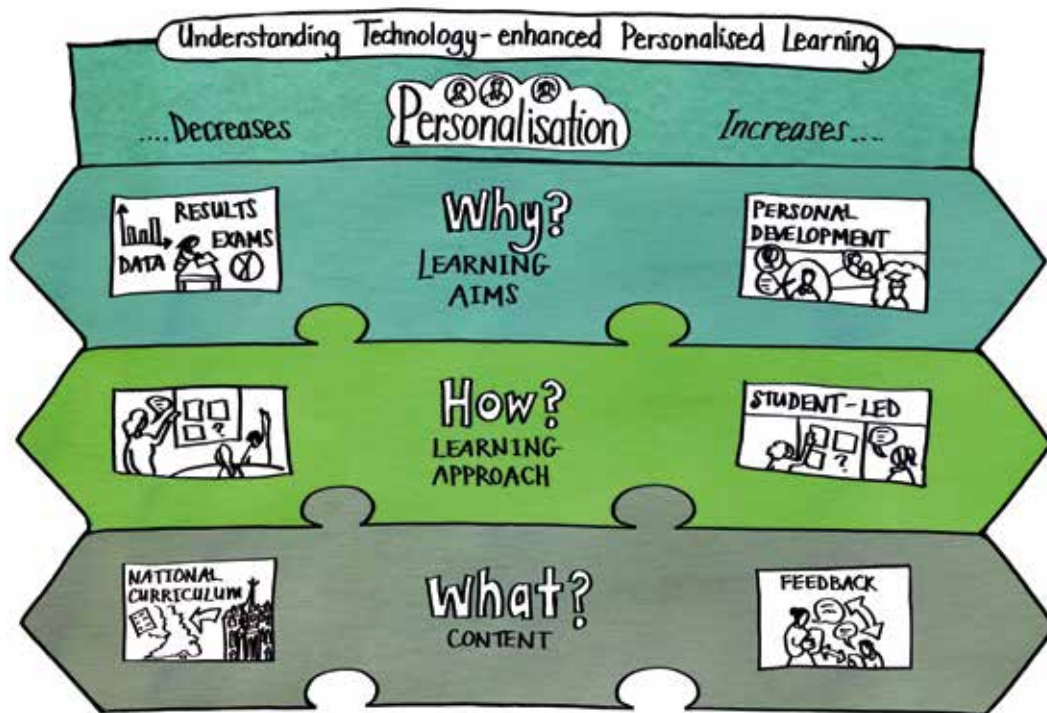 Understanding Technology-enhanced Personalised Learning
....Decreases
Personalisation
Increases....
RESULTS
EXAMS
DATA
Why?
LEARNING
AIMS
PERSONAL
DEVELOPMENT
?
How?
LEARNING
APPROACH
STUDENT-LED
?
NATIONAL
CURRICULUM
What?
CONTENT
FEEDBACK